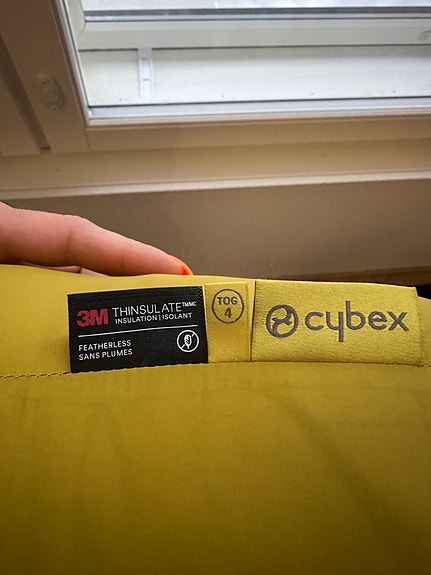 3M THINSULATE™MC
INSULATION | ISOLANT
FEATHERLESS
SANS PLUMES
TOG
4
cybex